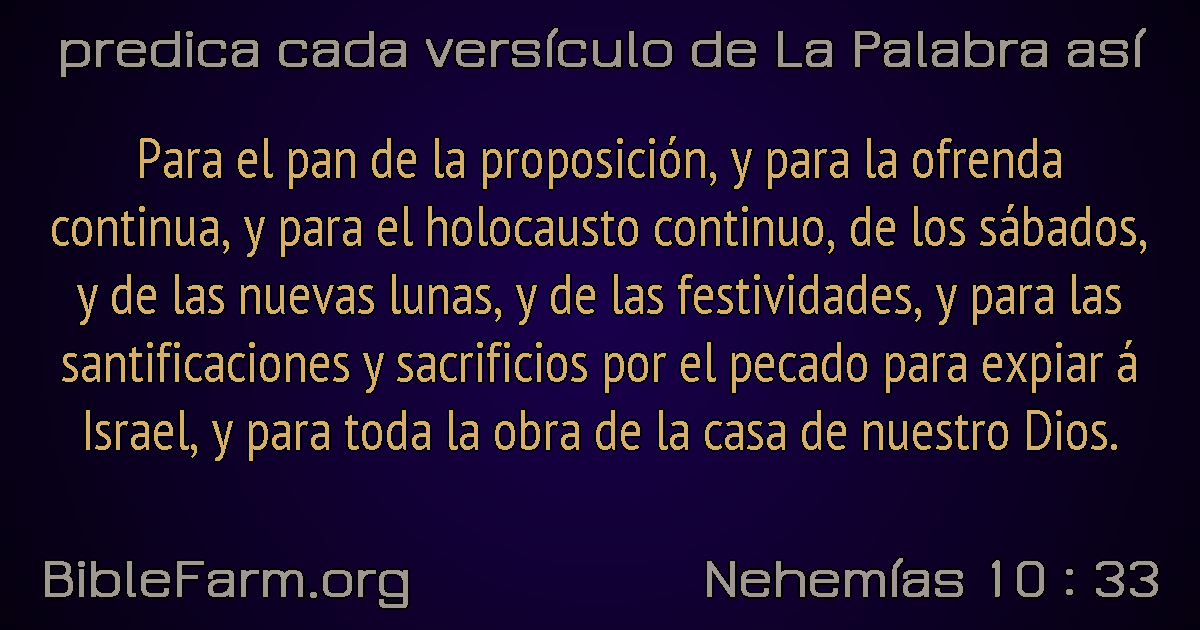 predica cada versículo de La Palabra así
Para el pan de la proposición, y para la ofrenda
continua, y para el holocausto continuo, de los sábados,
y de las nuevas lunas, y de las festividades, y para las
santificaciones y sacrificios por el pecado para expiar á
Israel, y para toda la obra de la casa de nuestro Dios.
BibleFarm.org
Nehemías 10 : 33